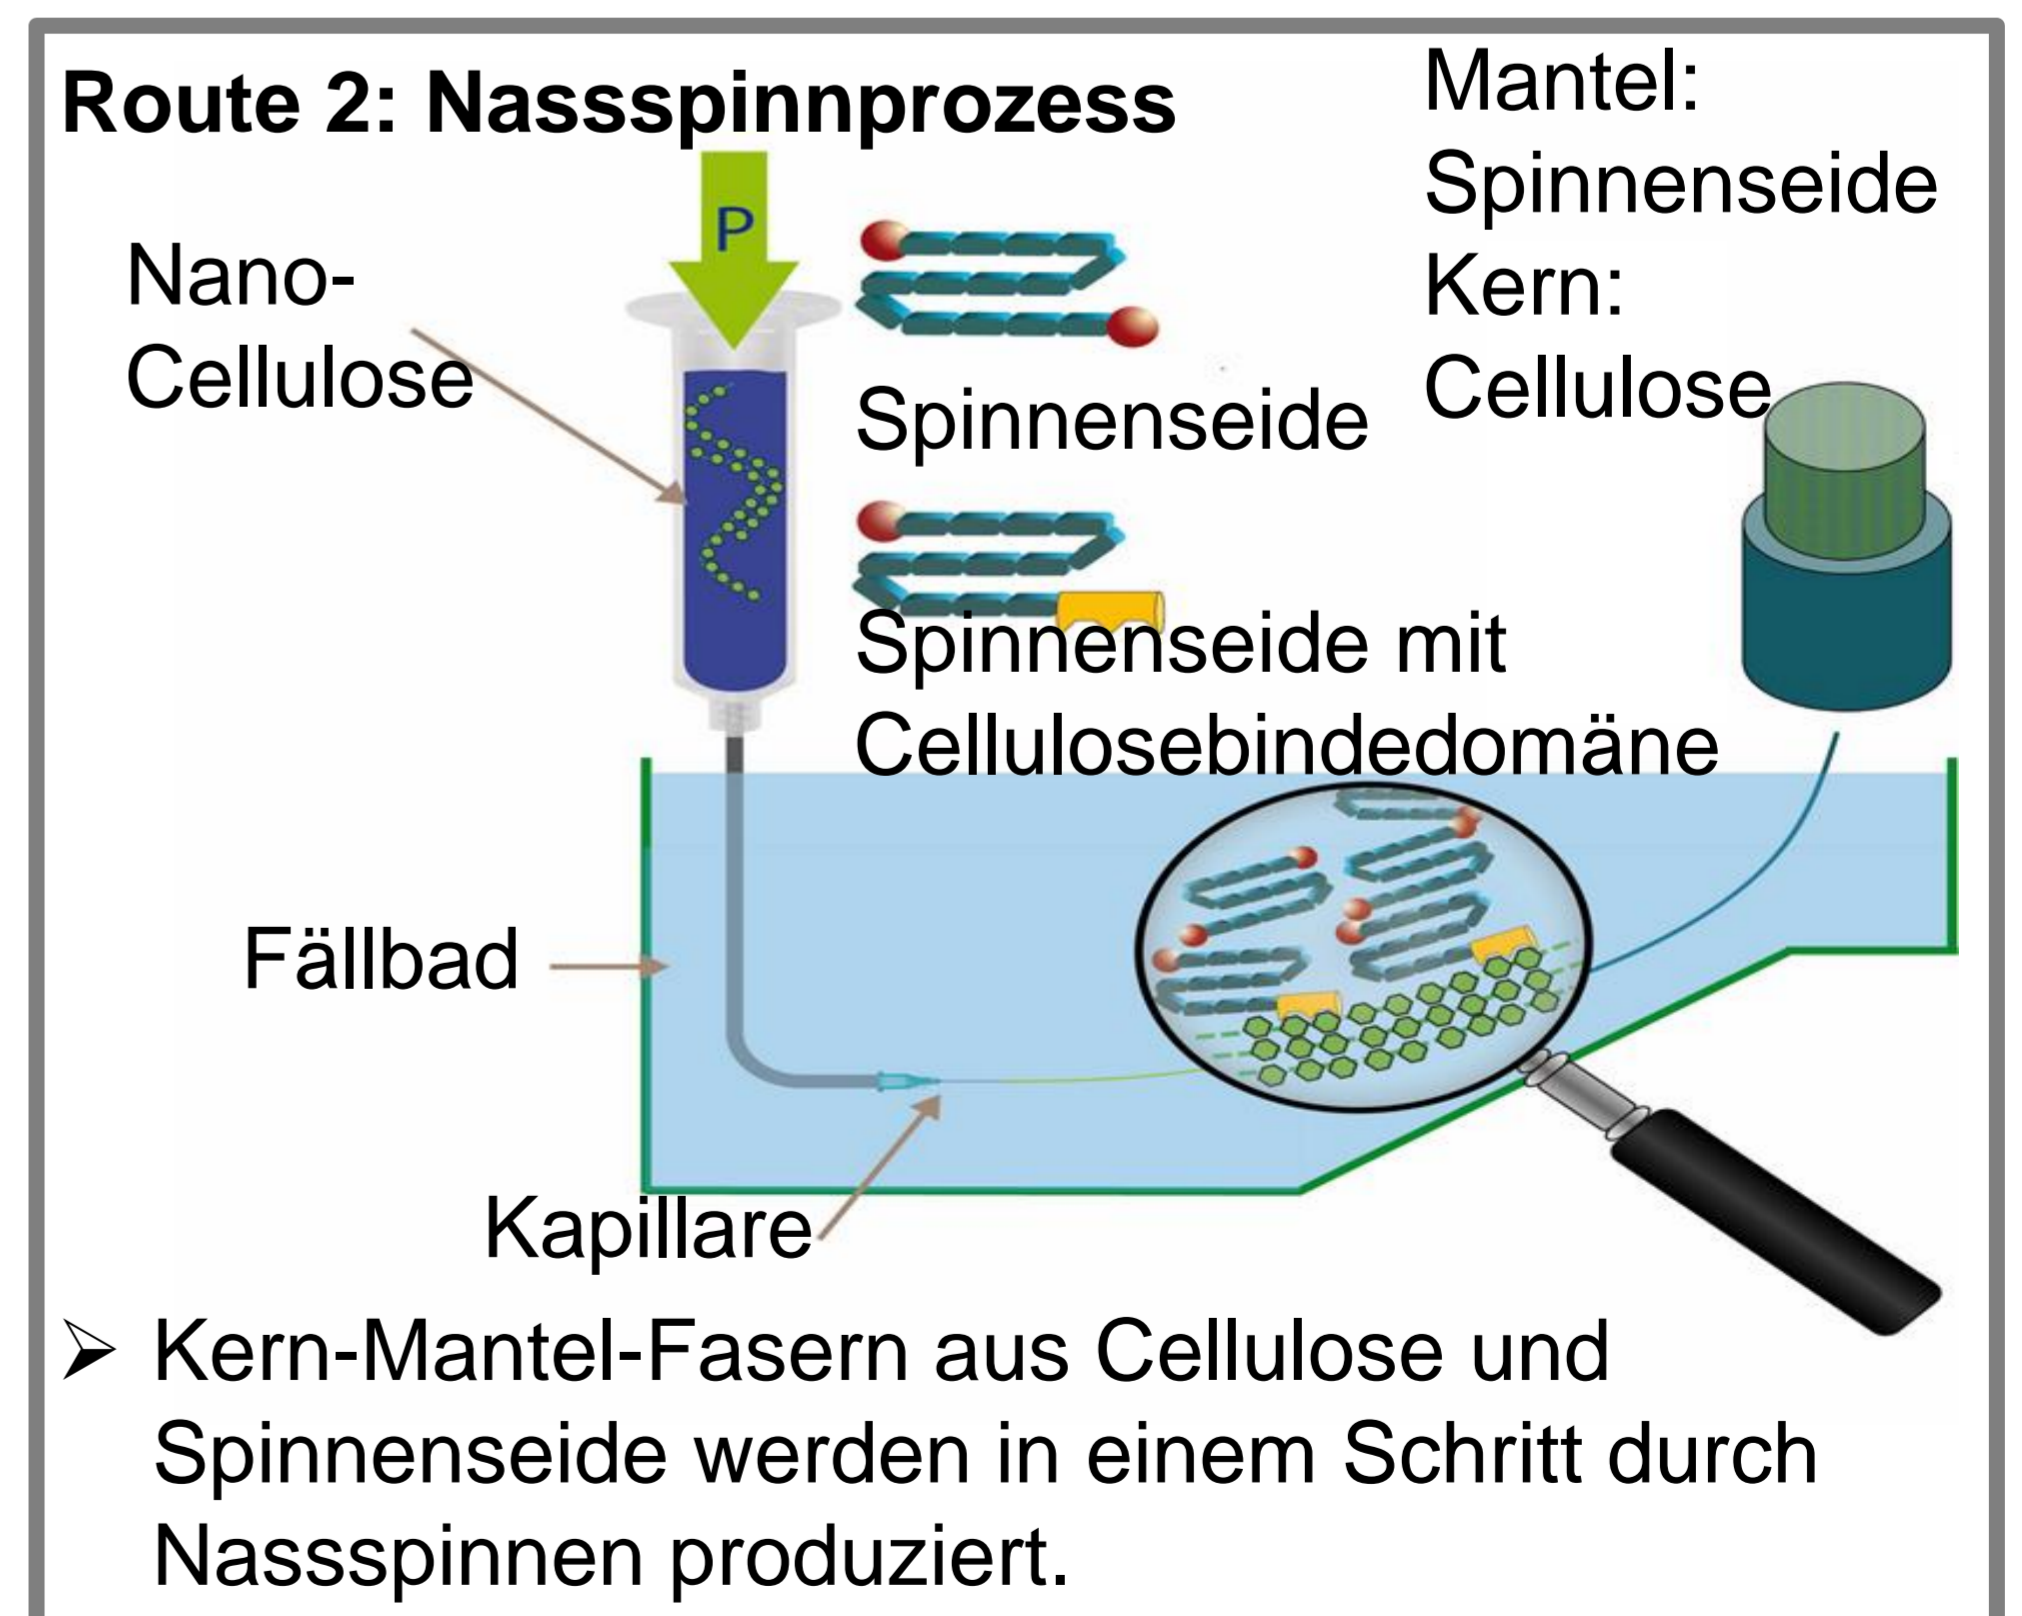 Route 2: Nassspinnprozess
Mantel:
Spinnenseide
Kern:
Cellulose
P
Nano-
Cellulose
Spinnenseide
Spinnenseide mit
Cellulosebindedomäne
Fällbad
Kapillare
➢ Kern-Mantel-Fasern aus Cellulose und
Spinnenseide werden in einem Schritt durch
Nassspinnen produziert.